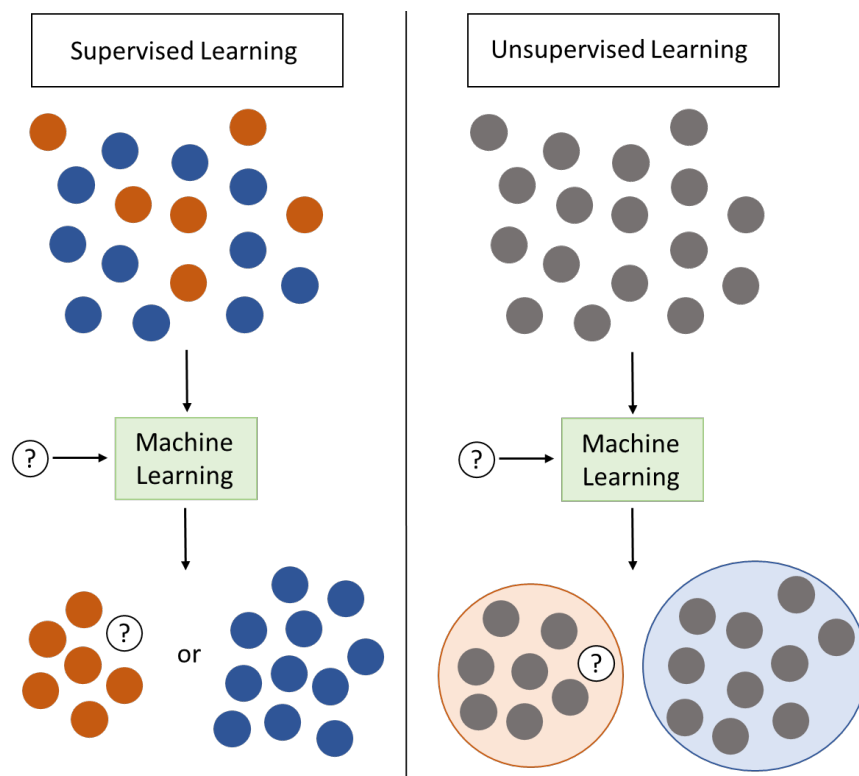 Supervised Learning
Unsupervised Learning
?
Machine
Learning
?
Machine
Learning
?
or
?